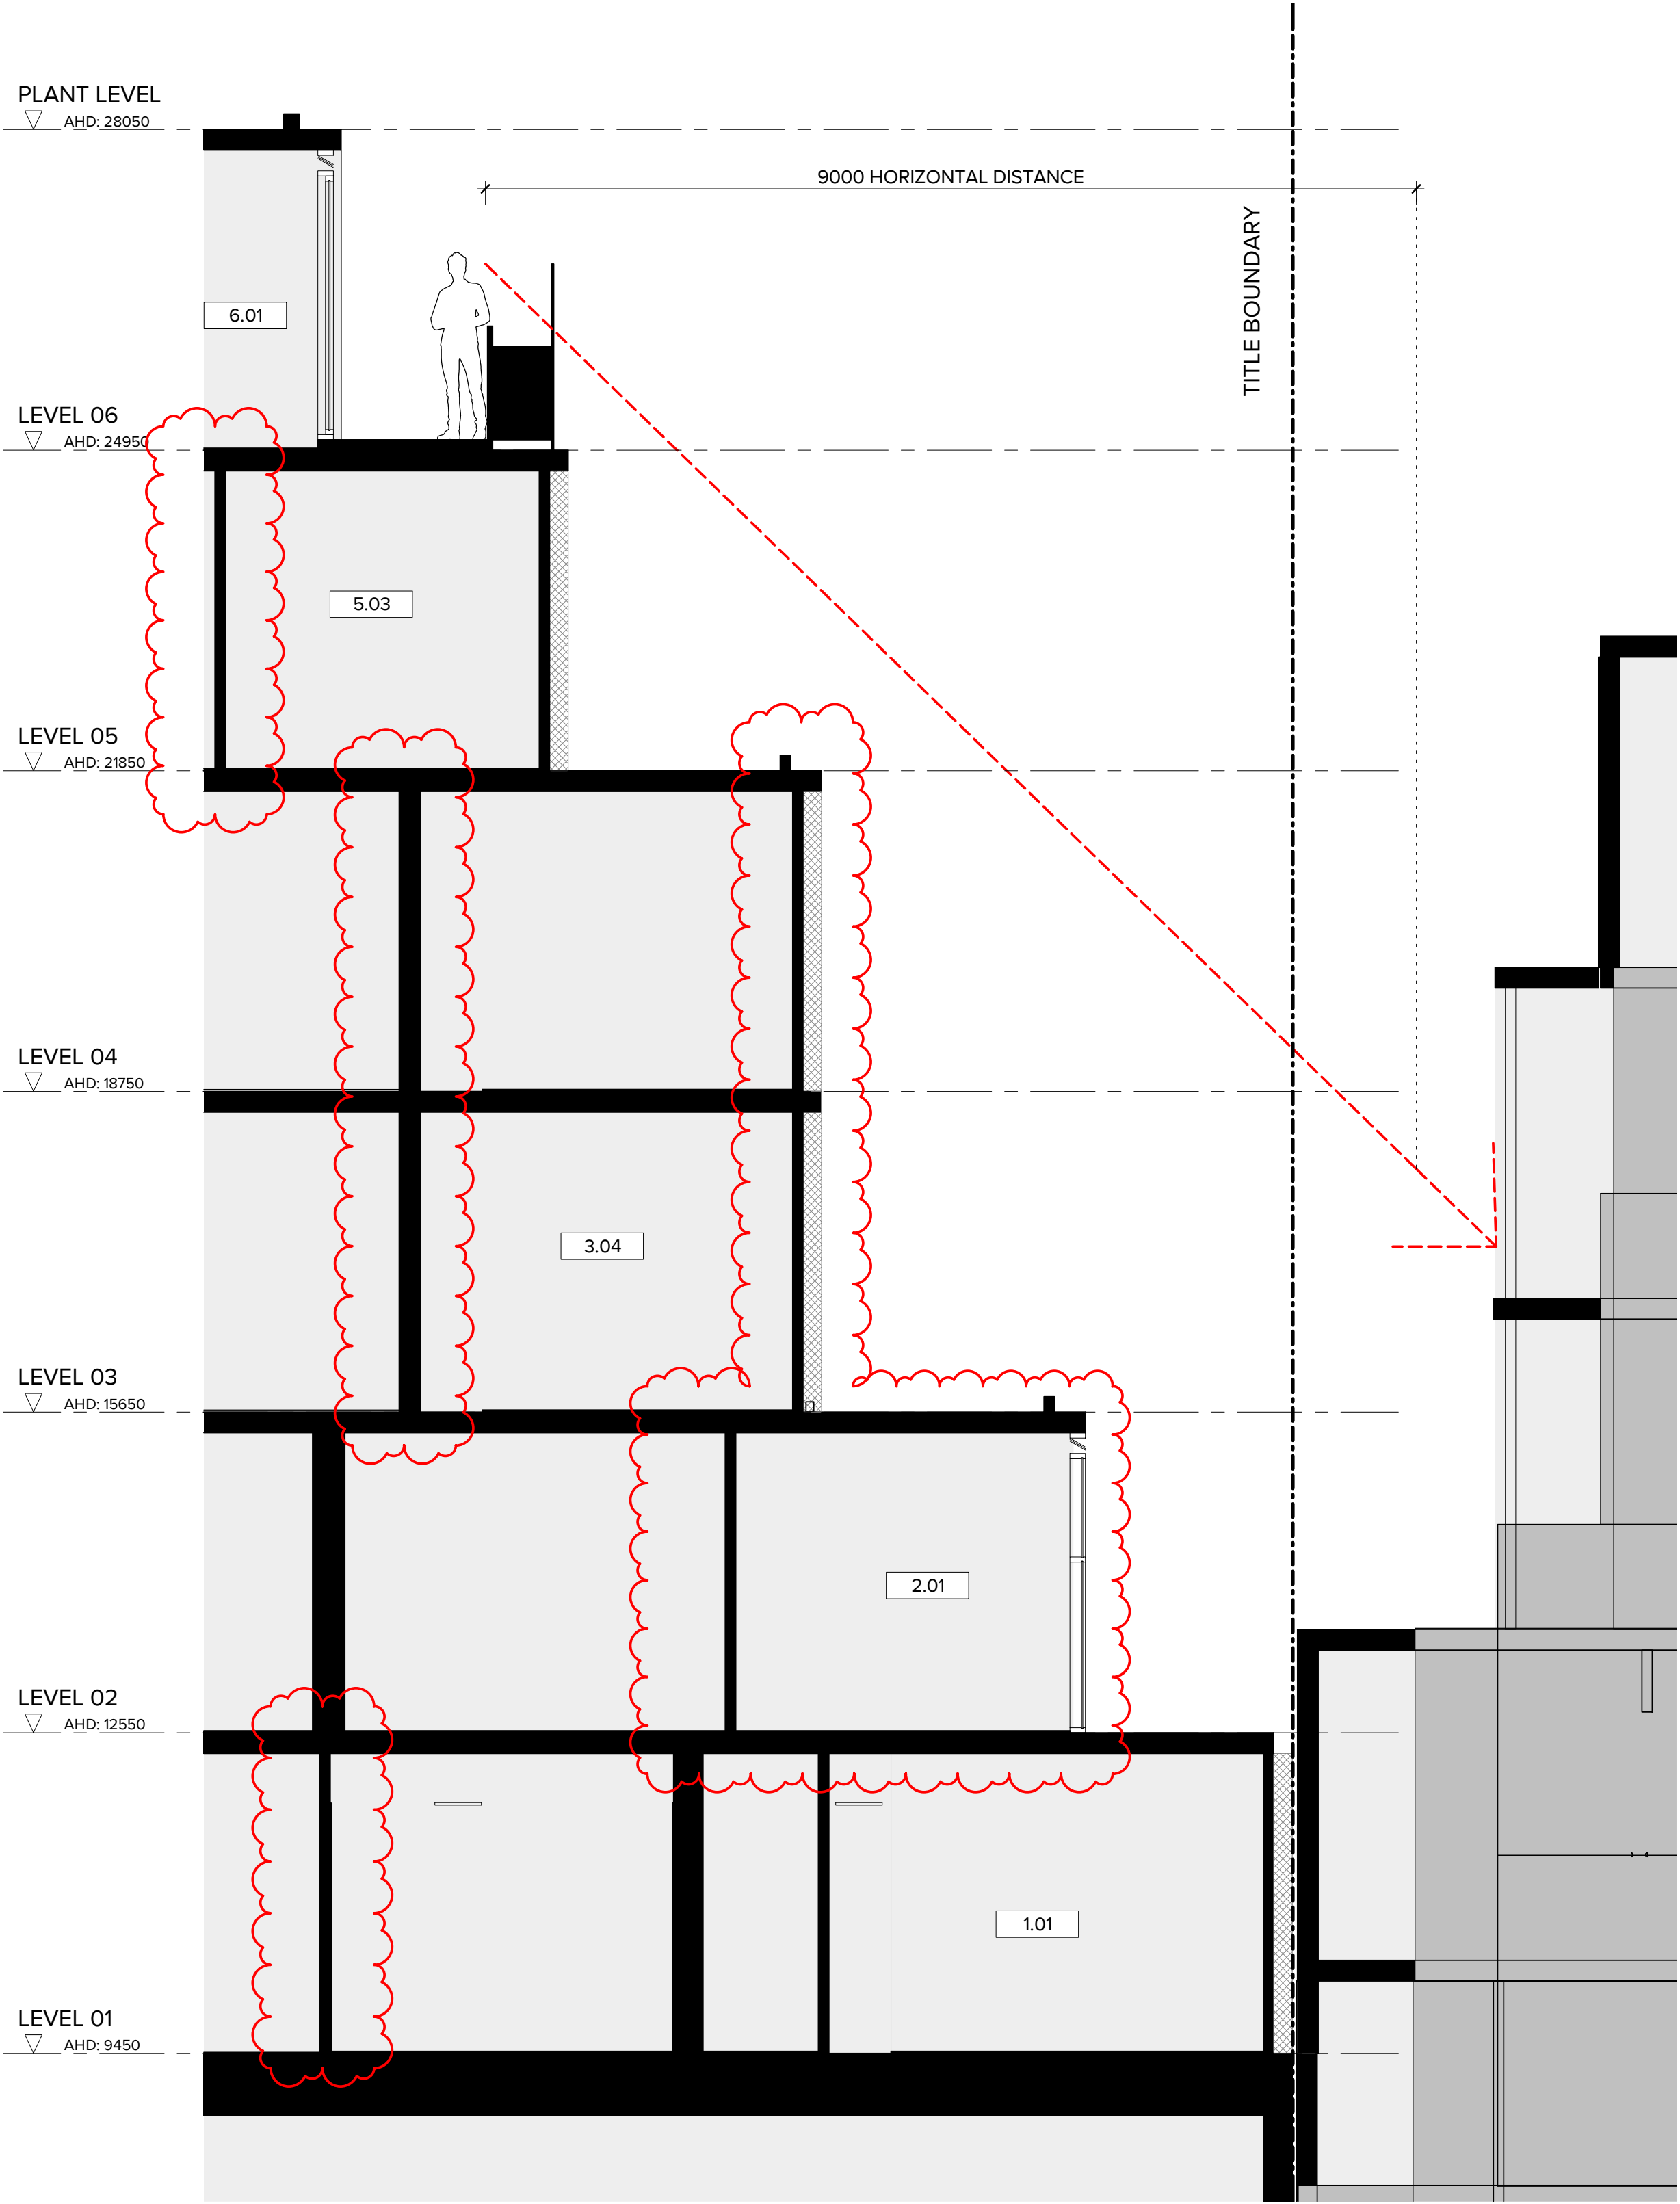 PLANT LEVEL
AHD: 28050
9000 HORIZONTAL DISTANCE
TITLE BOUNDARY
6.01
LEVEL 06
AHD: 24950
5.03
LEVEL 05
AHD: 21850
LEVEL 04
AHD: 18750
3.04
LEVEL 03
AHD: 15650
2.01
LEVEL 02
AHD: 12550
1.01
LEVEL 01
AHD: 9450